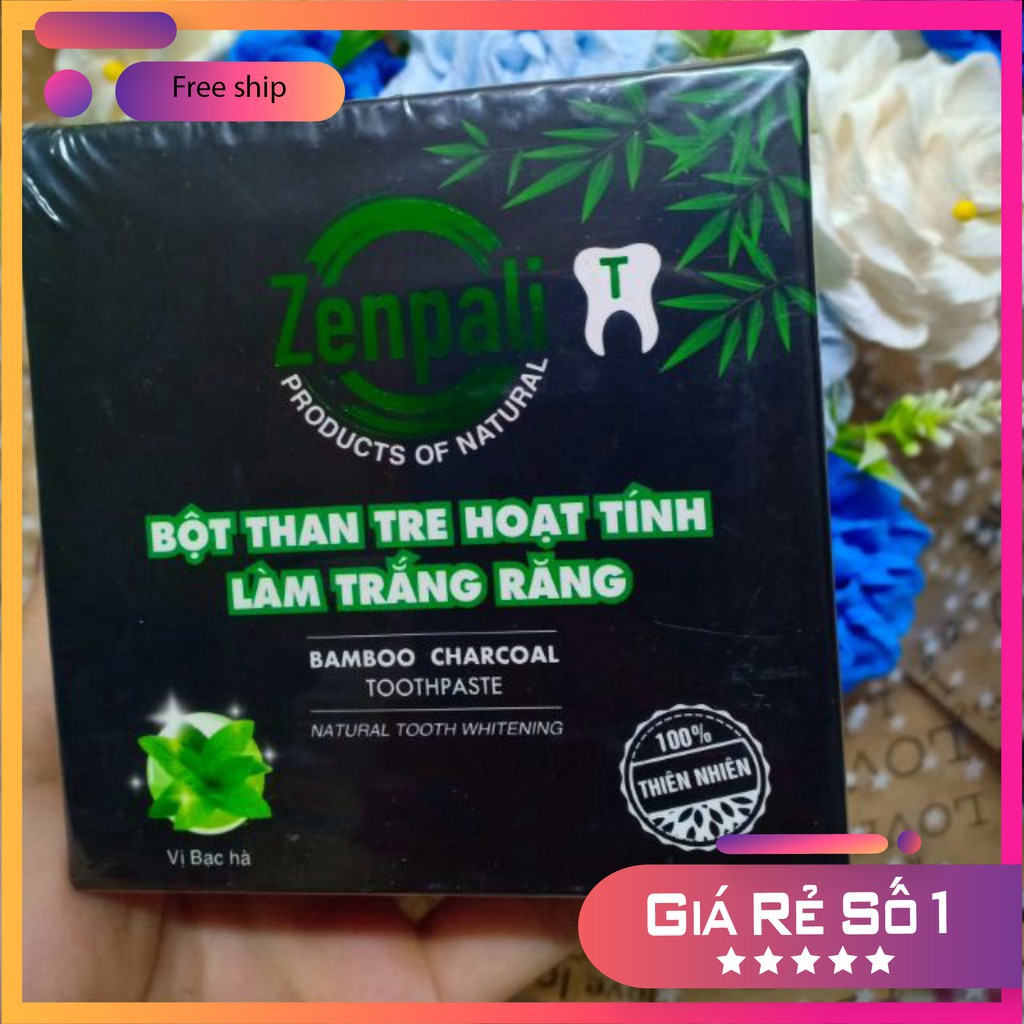 Free ship
Zenpali
T
PRODUCTS OF NATURAL
BỘT THAN TRE HOẠT TÍNH
LÀM TRẮNG RĂNG
BAMBOO CHARCOAL
TOOTHPASTE
NATURAL TOOTH WHITENING
100%
THIÊN NHIÊN
Vị Bạc hà
LOVE
GIÁ RẺ SỐ 1